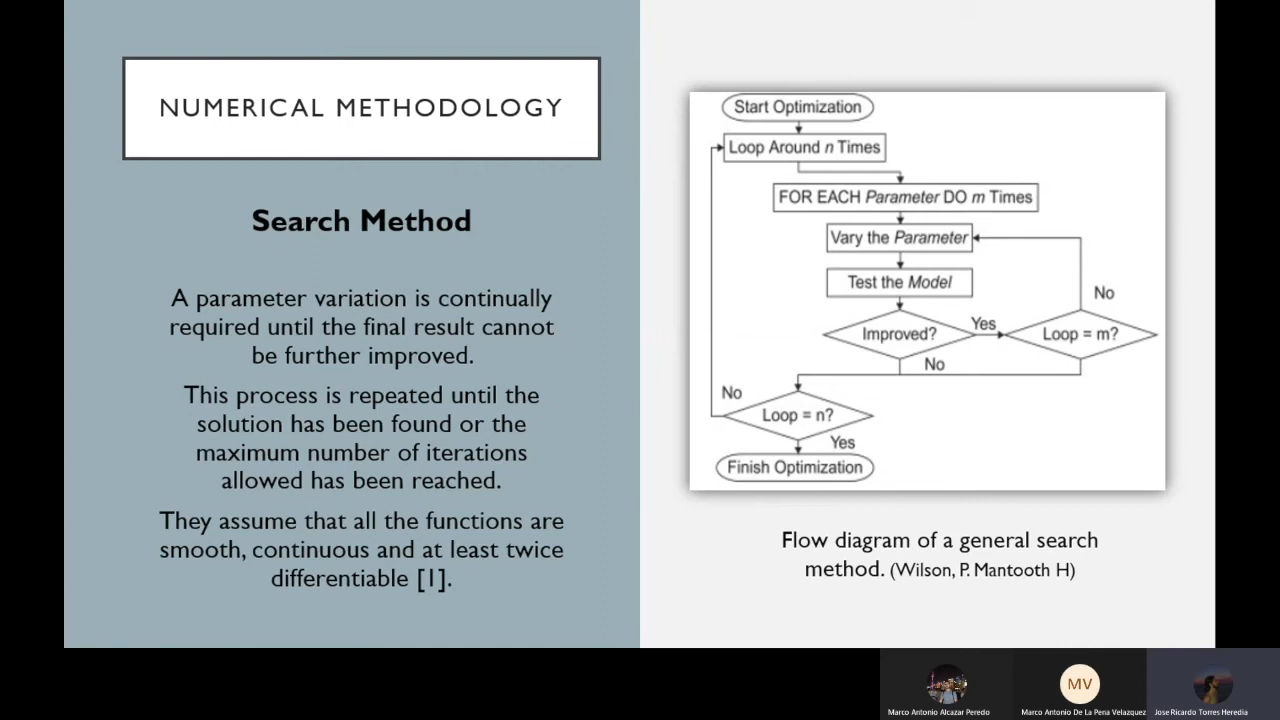 NUMERICAL METHODOLOGY
Search Method
A parameter variation is continually
required until the final result cannot
be further improved.
This process is repeated until the
solution has been found or the
maximum number of iterations
allowed has been reached.
They assume that all the functions are
smooth, continuous and at least twice
differentiable [1].
Start Optimization
Loop Around n Times
FOR EACH Parameter DO m Times
Vary the Parameter
Test the Model
No
Improved?
Yes
Loop = m?
No
No
Loop = n?
Yes
Finish Optimization
Flow diagram of a general search
method. (Wilson, P. Mantooth H)
MV
Marco Antonio Alcazar Peredo
Marco Antonio De La Pena Velazquez
Jose Ricardo Torres Heredia